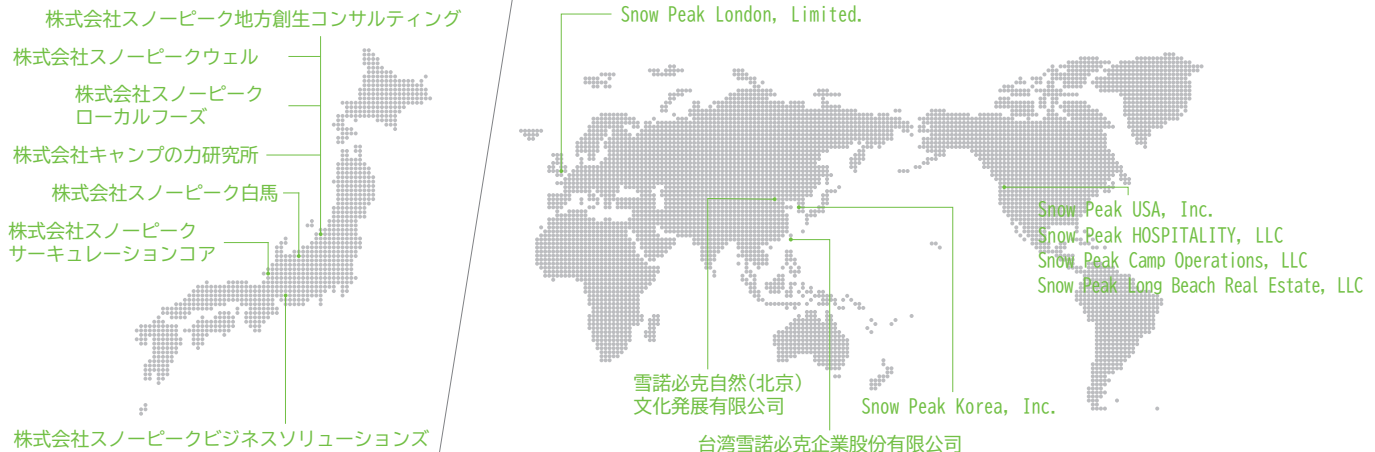 株式会社スノーピーク地方創生コンサルティング
株式会社スノーピークウェル
株式会社スノーピーク
ローカルフーズ
株式会社キャンプの力研究所
株式会社スノーピーク白馬
株式会社スノーピーク
サーキュレーションコア
株式会社スノーピークビジネスソリューションズ
Snow Peak London, Limited.
Snow Peak USA, Inc.
Snow Peak HOSPITALITY, LLC
Snow Peak Camp Operations, LLC
Snow Peak Long Beach Real Estate, LLC
雪諾必克自然(北京)
文化発展有限公司
Snow Peak Korea, Inc.
台湾雪諾必克企業股份有限公司